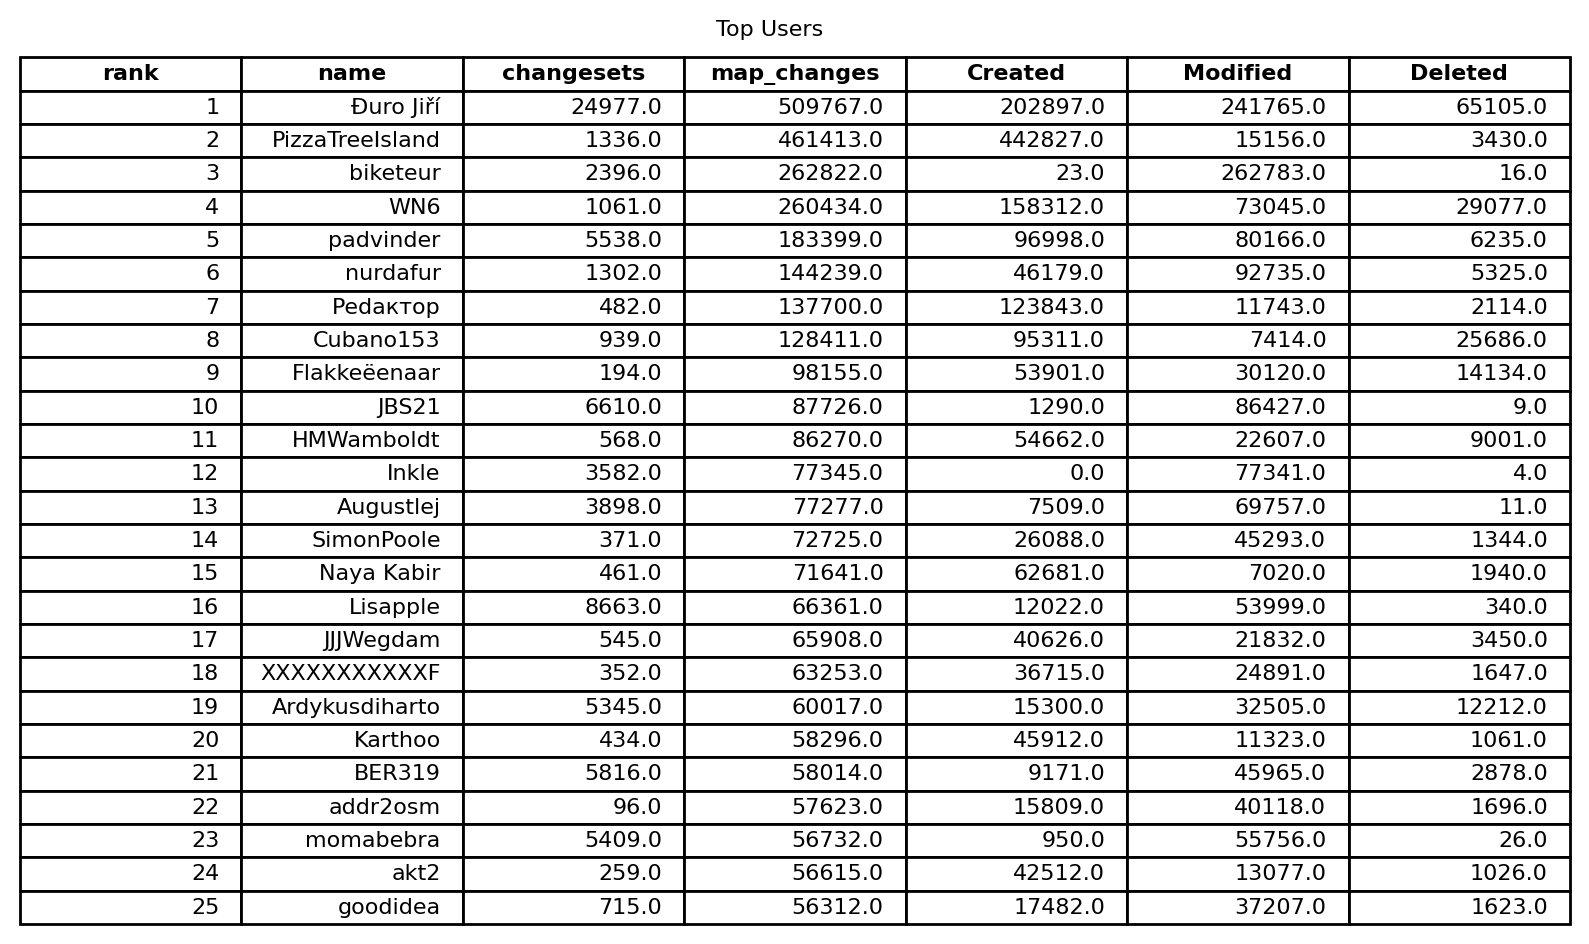 Top Users
rank name changesets map_changes Created Modified Deleted
1 Đuro Jiří 24977.0 509767.0 202897.0 241765.0 65105.0
2 PizzaTreeIsland 1336.0 461413.0 442827.0 15156.0 3430.0
3 biketeur 2396.0 262822.0 23.0 262783.0 16.0
4 WN6 1061.0 260434.0 158312.0 73045.0 29077.0
5 padvinder 5538.0 183399.0 96998.0 80166.0 6235.0
6 nurdafur 1302.0 144239.0 46179.0 92735.0 5325.0
7 Редактор 482.0 137700.0 123843.0 11743.0 2114.0
8 Cubano153 939.0 128411.0 95311.0 7414.0 25686.0
9 Flakkeëenaar 194.0 98155.0 53901.0 30120.0 14134.0
10 JBS21 6610.0 87726.0 1290.0 86427.0 9.0
11 HMWamboldt 568.0 86270.0 54662.0 22607.0 9001.0
12 Inkle 3582.0 77345.0 0.0 77341.0 4.0
13 Augustlej 3898.0 77277.0 7509.0 69757.0 11.0
14 SimonPoole 371.0 72725.0 26088.0 45293.0 1344.0
15 Naya Kabir 461.0 71641.0 62681.0 7020.0 1940.0
16 Lisapple 8663.0 66361.0 12022.0 53999.0 340.0
17 JJJWegdam 545.0 65908.0 40626.0 21832.0 3450.0
18 XXXXXXXXXXXF 352.0 63253.0 36715.0 24891.0 1647.0
19 Ardykusdiharto 5345.0 60017.0 15300.0 32505.0 12212.0
20 Karthoo 434.0 58296.0 45912.0 11323.0 1061.0
21 BER319 5816.0 58014.0 9171.0 45965.0 2878.0
22 addr2osm 96.0 57623.0 15809.0 40118.0 1696.0
23 momabebra 5409.0 56732.0 950.0 55756.0 26.0
24 akt2 259.0 56615.0 42512.0 13077.0 1026.0
25 goodidea 715.0 56312.0 17482.0 37207.0 1623.0